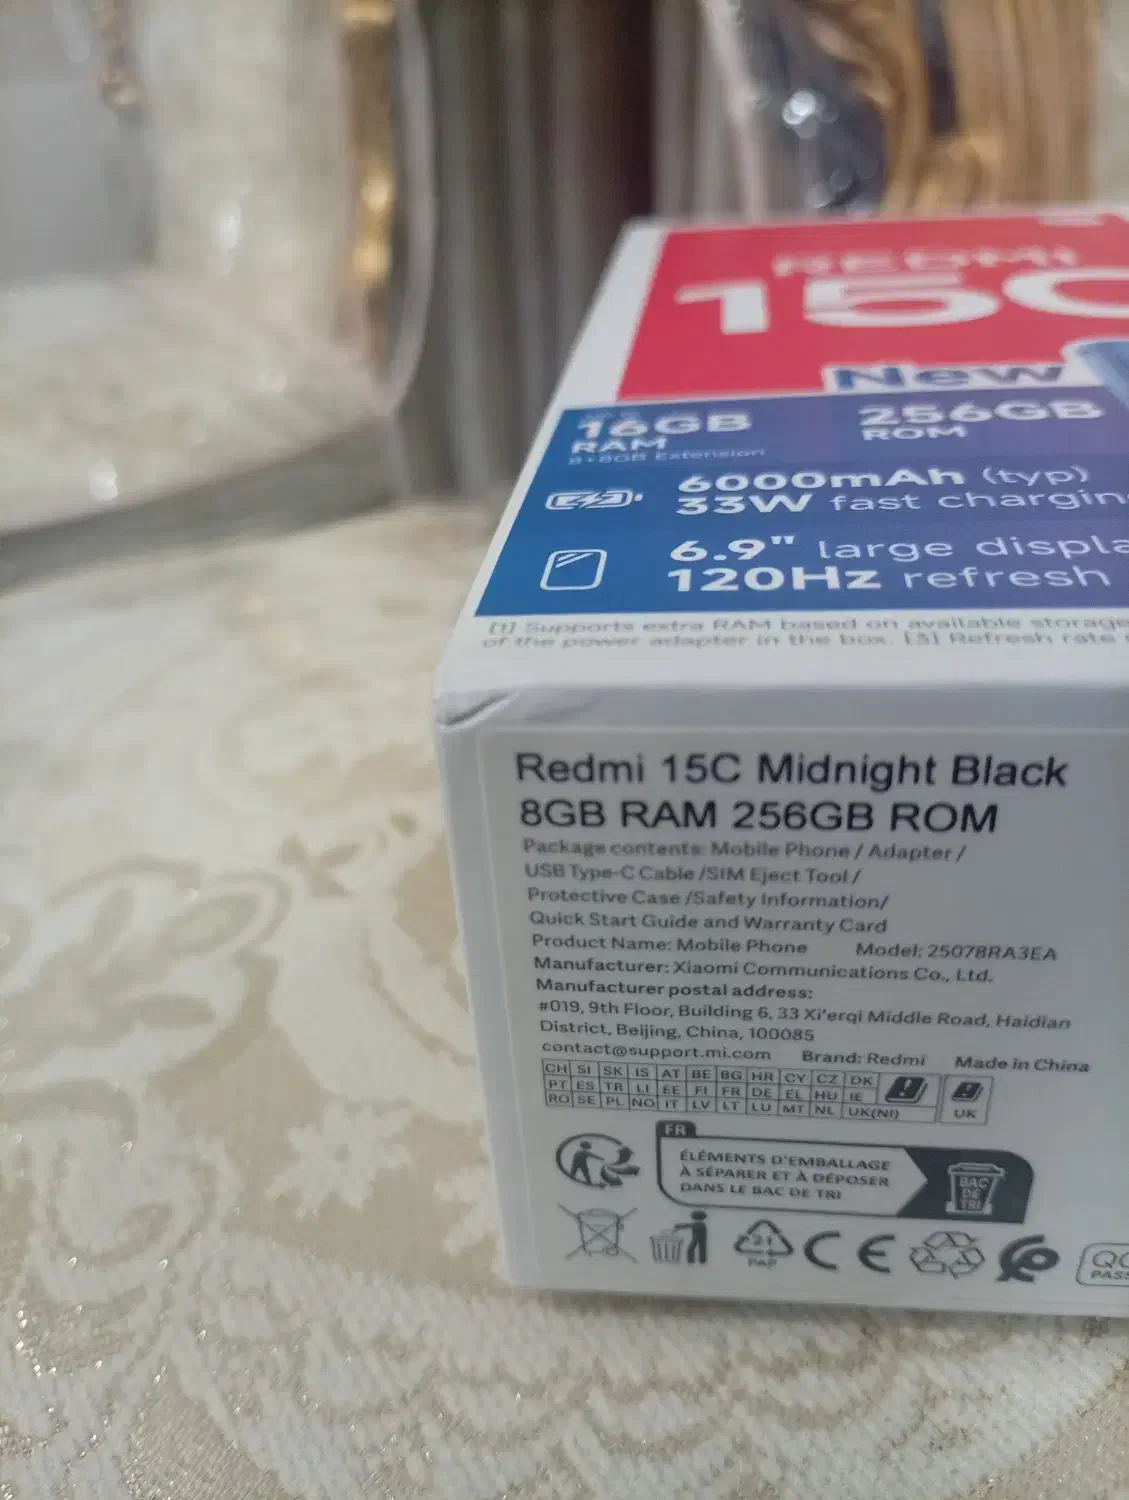 REDMI
15C
New
16GB
RAM
8+8GB Extension
256GB
ROM
6000mAh (typ)
33W fast charging
6.9" large displa
120Hz refresh
[1] Supports extra RAM based on available storage
of the power adapter in the box. [3] Refresh rate
Redmi 15C Midnight Black
8GB RAM 256GB ROM
Package contents: Mobile Phone / Adapter /
USB Type-C Cable /SIM Eject Tool /
Protective Case /Safety Information/
Quick Start Guide and Warranty Card
Product Name: Mobile Phone Model: 25078RA3EA
Manufacturer: Xiaomi Communications Co., Ltd.
Manufacturer postal address:
#019, 9th Floor, Building 6, 33 Xi'erqi Middle Road, Haidian
District, Beijing, China, 100085
contact@support.mi.com Brand: Redmi Made in China
CH SI SK IS AT BE BG HR CY CZ DK
PT ES TR LI EE FI FR DE EL HU IE
RO SE PL NO IT LV LT LU MT NL UK(NI)
UK
FR
ÉLÉMENTS D'EMBALLAGE
À SÉPARER ET À DÉPOSER
DANS LE BAC DE TRI
BAC
DE
TRI
21
PAP
CE
QC
PASS